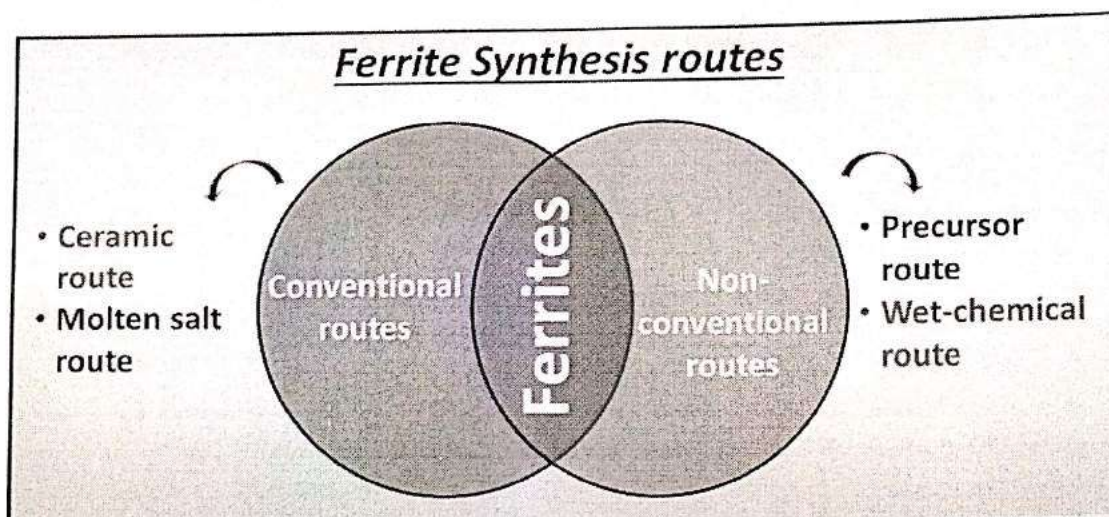 Ferrite Synthesis routes
• Ceramic
route
• Molten salt
route
Conventional
routes
Ferrites
Non-
conventional
routes
• Precursor
route
• Wet-chemical
route